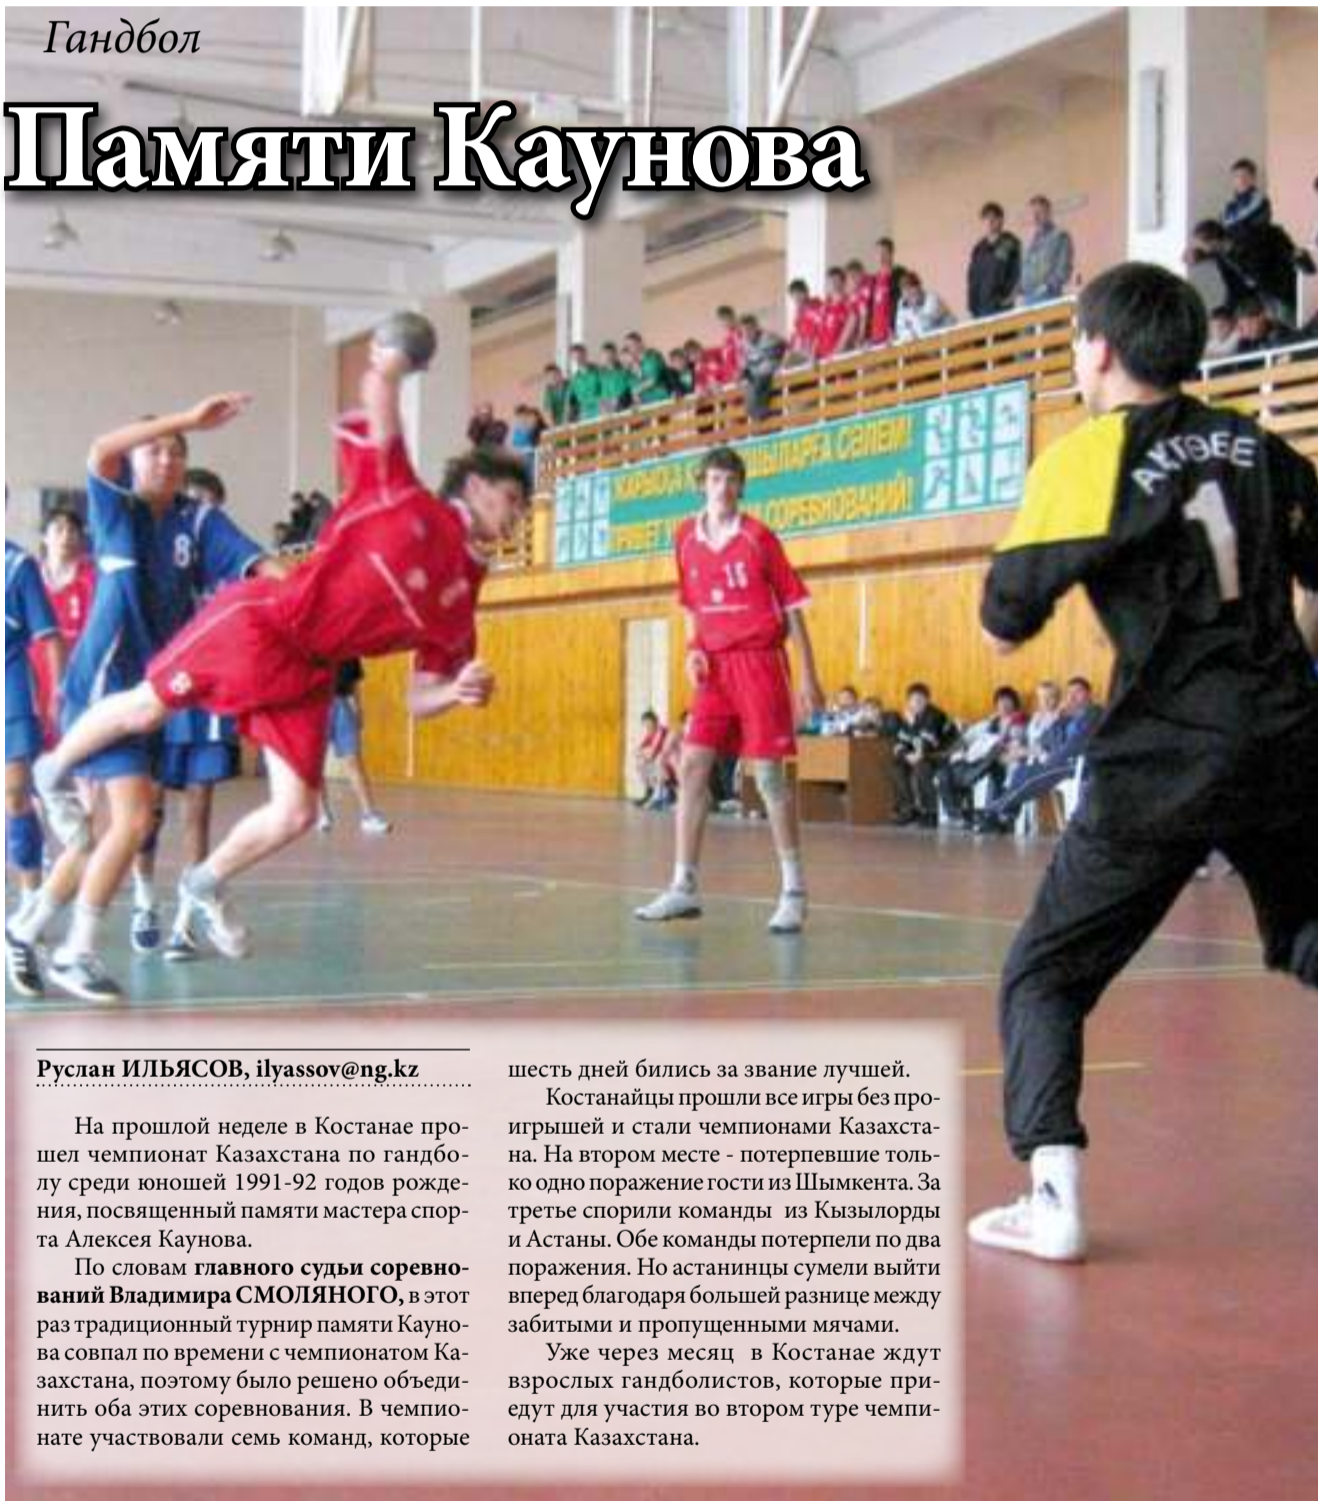 Гандбол
Памяти Каунова
СӘЛЕМ!
СОРЕВНОВАНИЙ!
АҚТӨБЕ
1
8
15
Руслан ИЛЬЯСОВ, ilyassov@ng.kz
На прошлой неделе в Костанае про-
шел чемпионат Казахстана по гандбо-
лу среди юношей 1991-92 годов рожде-
ния, посвященный памяти мастера спор-
та Алексея Каунова.
По словам главного судьи соревно-
ваний Владимира СМОЛЯНОГО, в этот
раз традиционный турнир памяти Кауно-
ва совпал по времени с чемпионатом Ка-
захстана, поэтому было решено объеди-
нить оба этих соревнования. В чемпио-
нате участвовали семь команд, которые
шесть дней бились за звание лучшей.
Костанайцы прошли все игры без про-
игрышей и стали чемпионами Казахста-
на. На втором месте - потерпевшие толь-
ко одно поражение гости из Шымкента. За
третье спорили команды из Кызылорды
и Астаны. Обе команды потерпели по два
поражения. Но астанинцы сумели выйти
вперед благодаря большей разнице между
забитыми и пропущенными мячами.
Уже через месяц в Костанае ждут
взрослых гандболистов, которые при-
едут для участия во втором туре чемпи-
оната Казахстана.